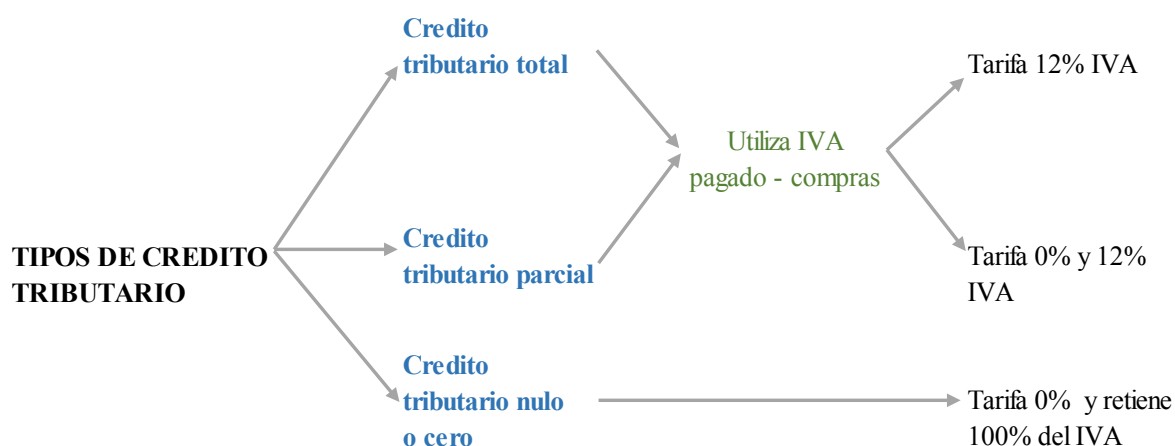 TIPOS DE CREDITO
TRIBUTARIO
Credito
tributario total
Credito
tributario parcial
Credito
tributario nulo
o cero
Utiliza IVA
pagado - compras
Tarifa 12% IVA
Tarifa 0% y 12%
IVA
Tarifa 0%  y retiene
100% del IVA